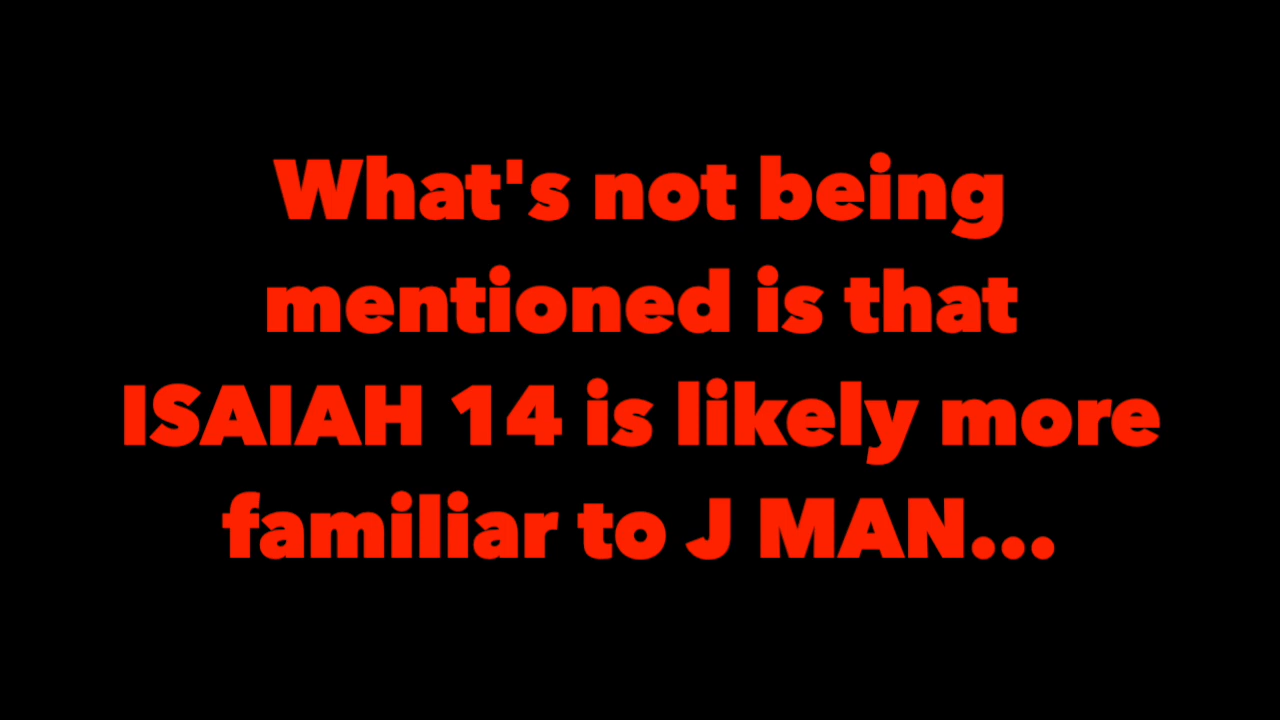 What's not being
mentioned is that
ISAIAH 14 is likely more
familiar to J MAN...